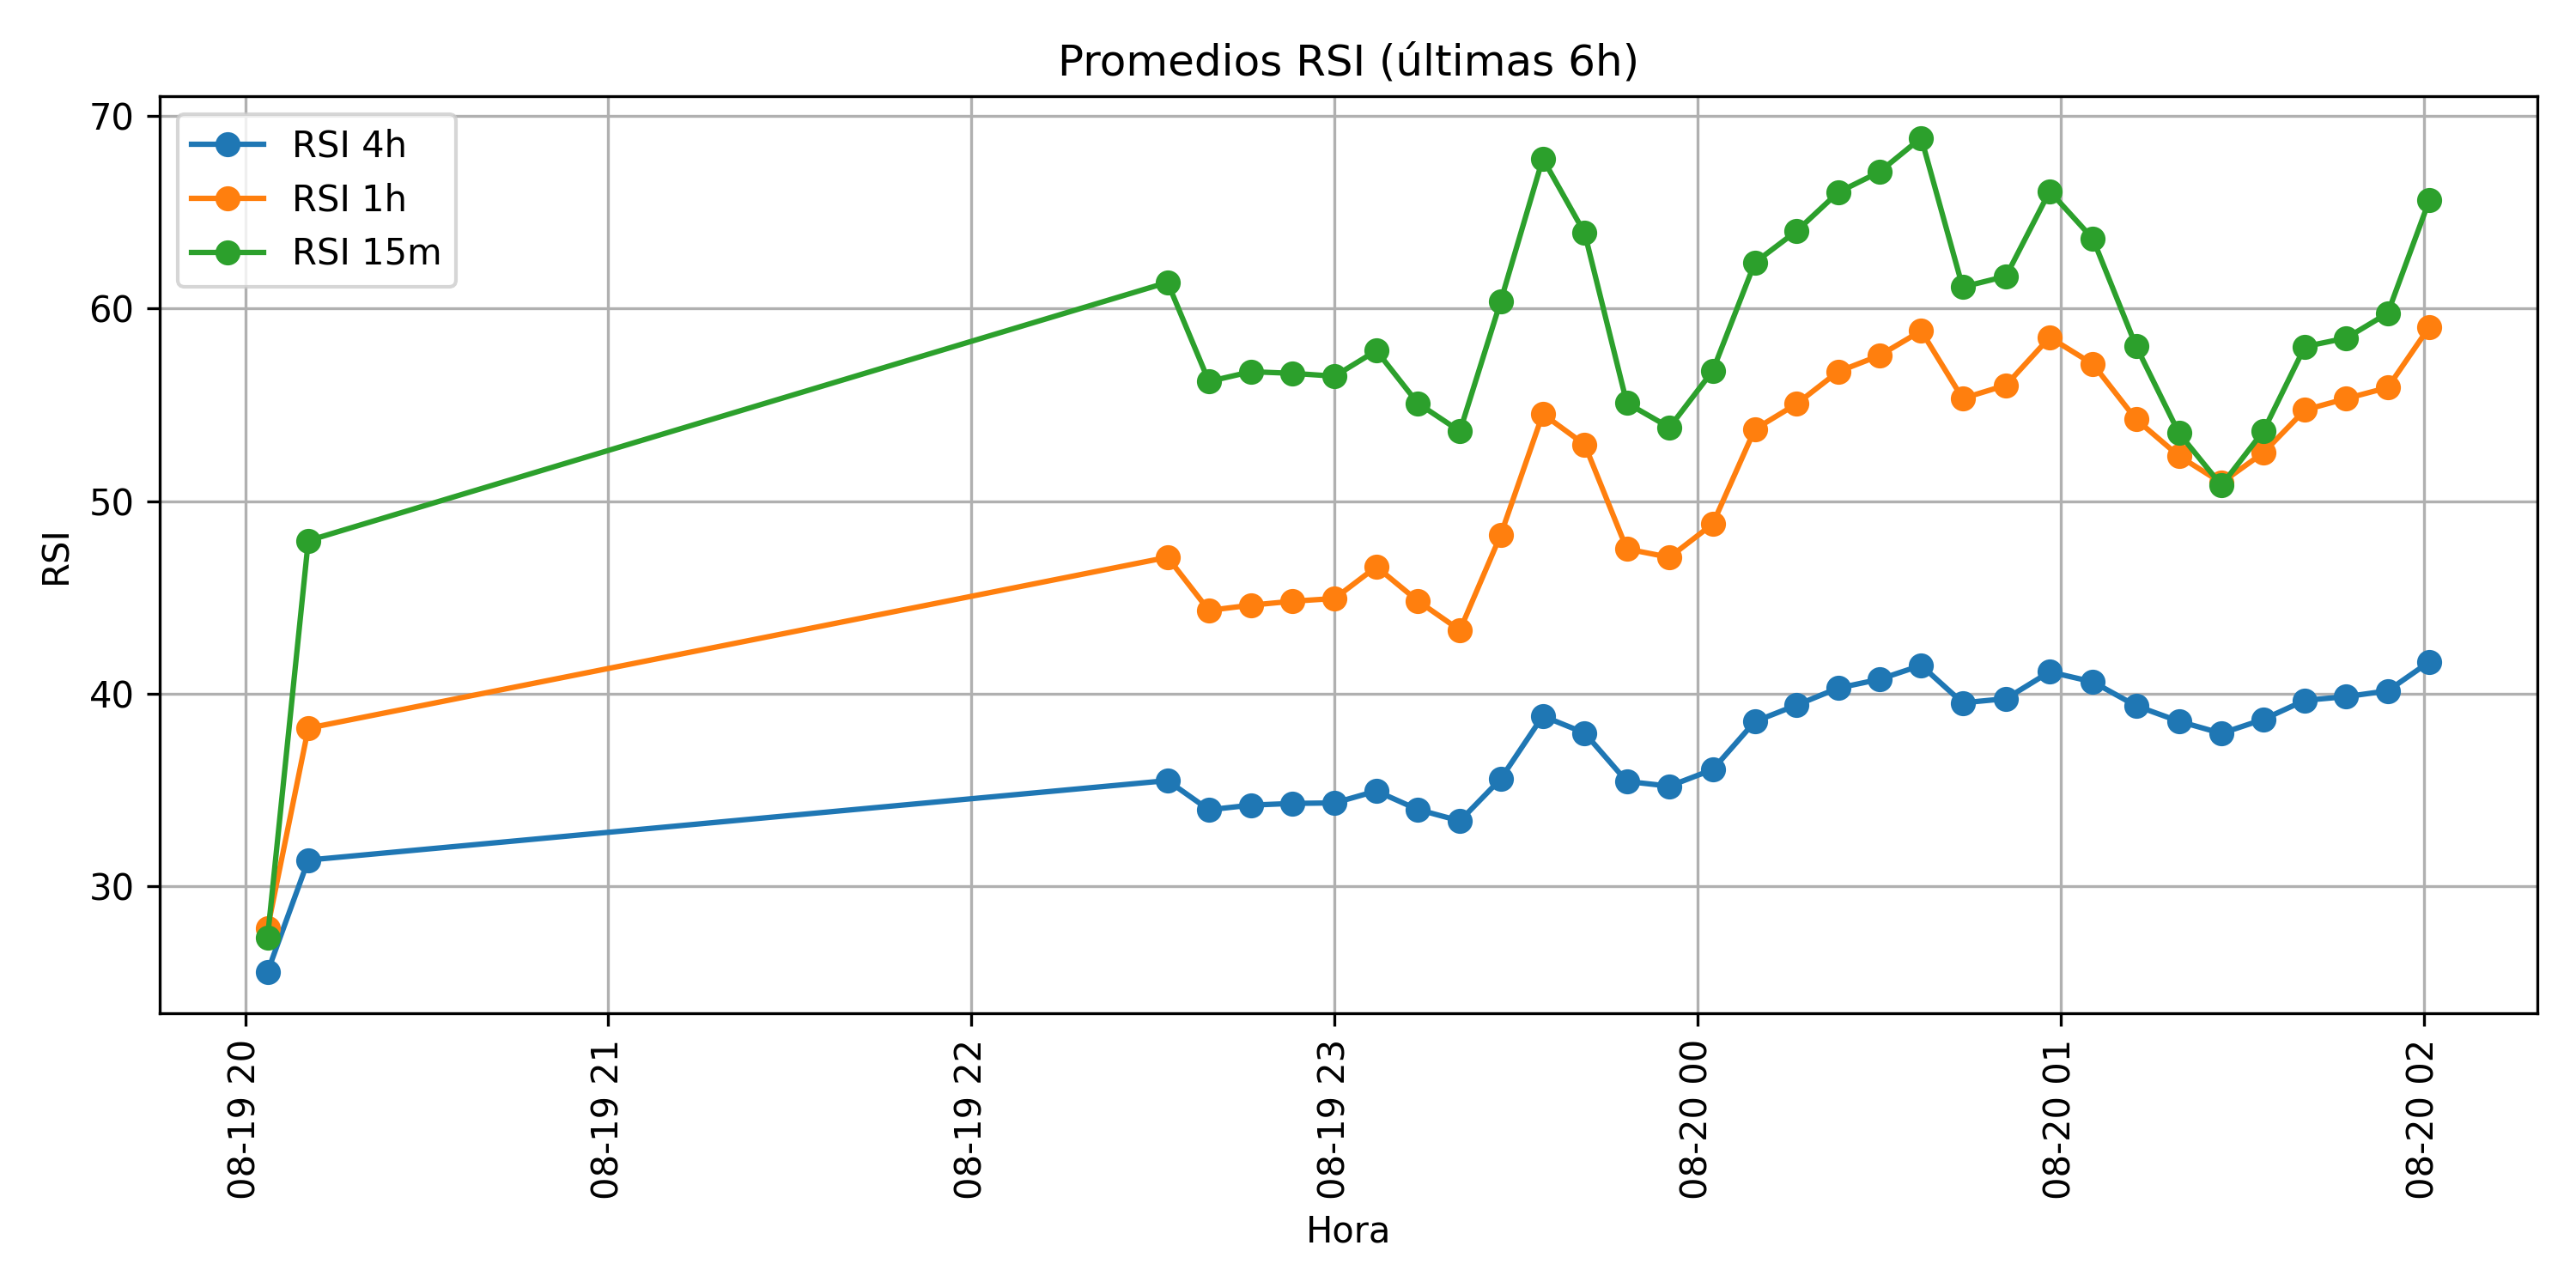 Promedios RSI (últimas 6h)
RSI 4h
RSI 1h
RSI 15m
70
60
50
40
30
RSI
08-19 20
08-19 21
08-19 22
08-19 23
08-20 00
08-20 01
08-20 02
Hora